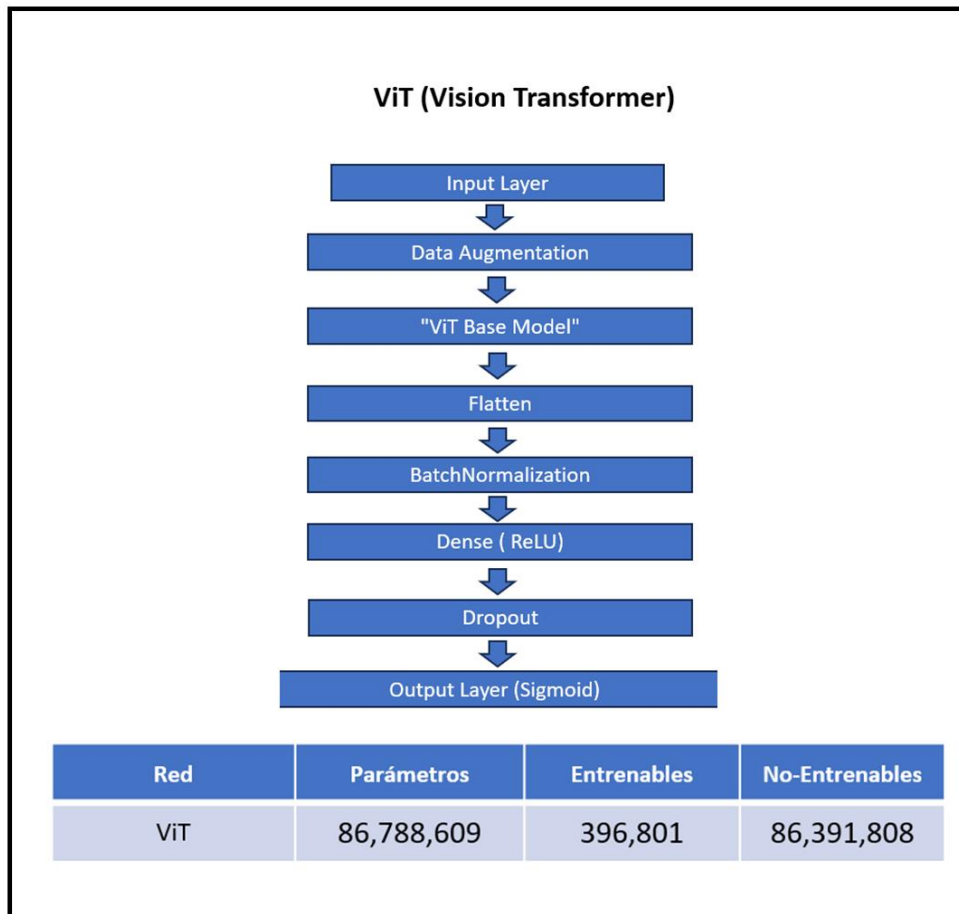 ViT (Vision Transformer)
Input Layer
Data Augmentation
"ViT Base Model"
Flatten
BatchNormalization
Dense ( ReLU)
Dropout
Output Layer (Sigmoid)
Red Parámetros Entrenables No-Entrenables
ViT 86,788,609 396,801 86,391,808